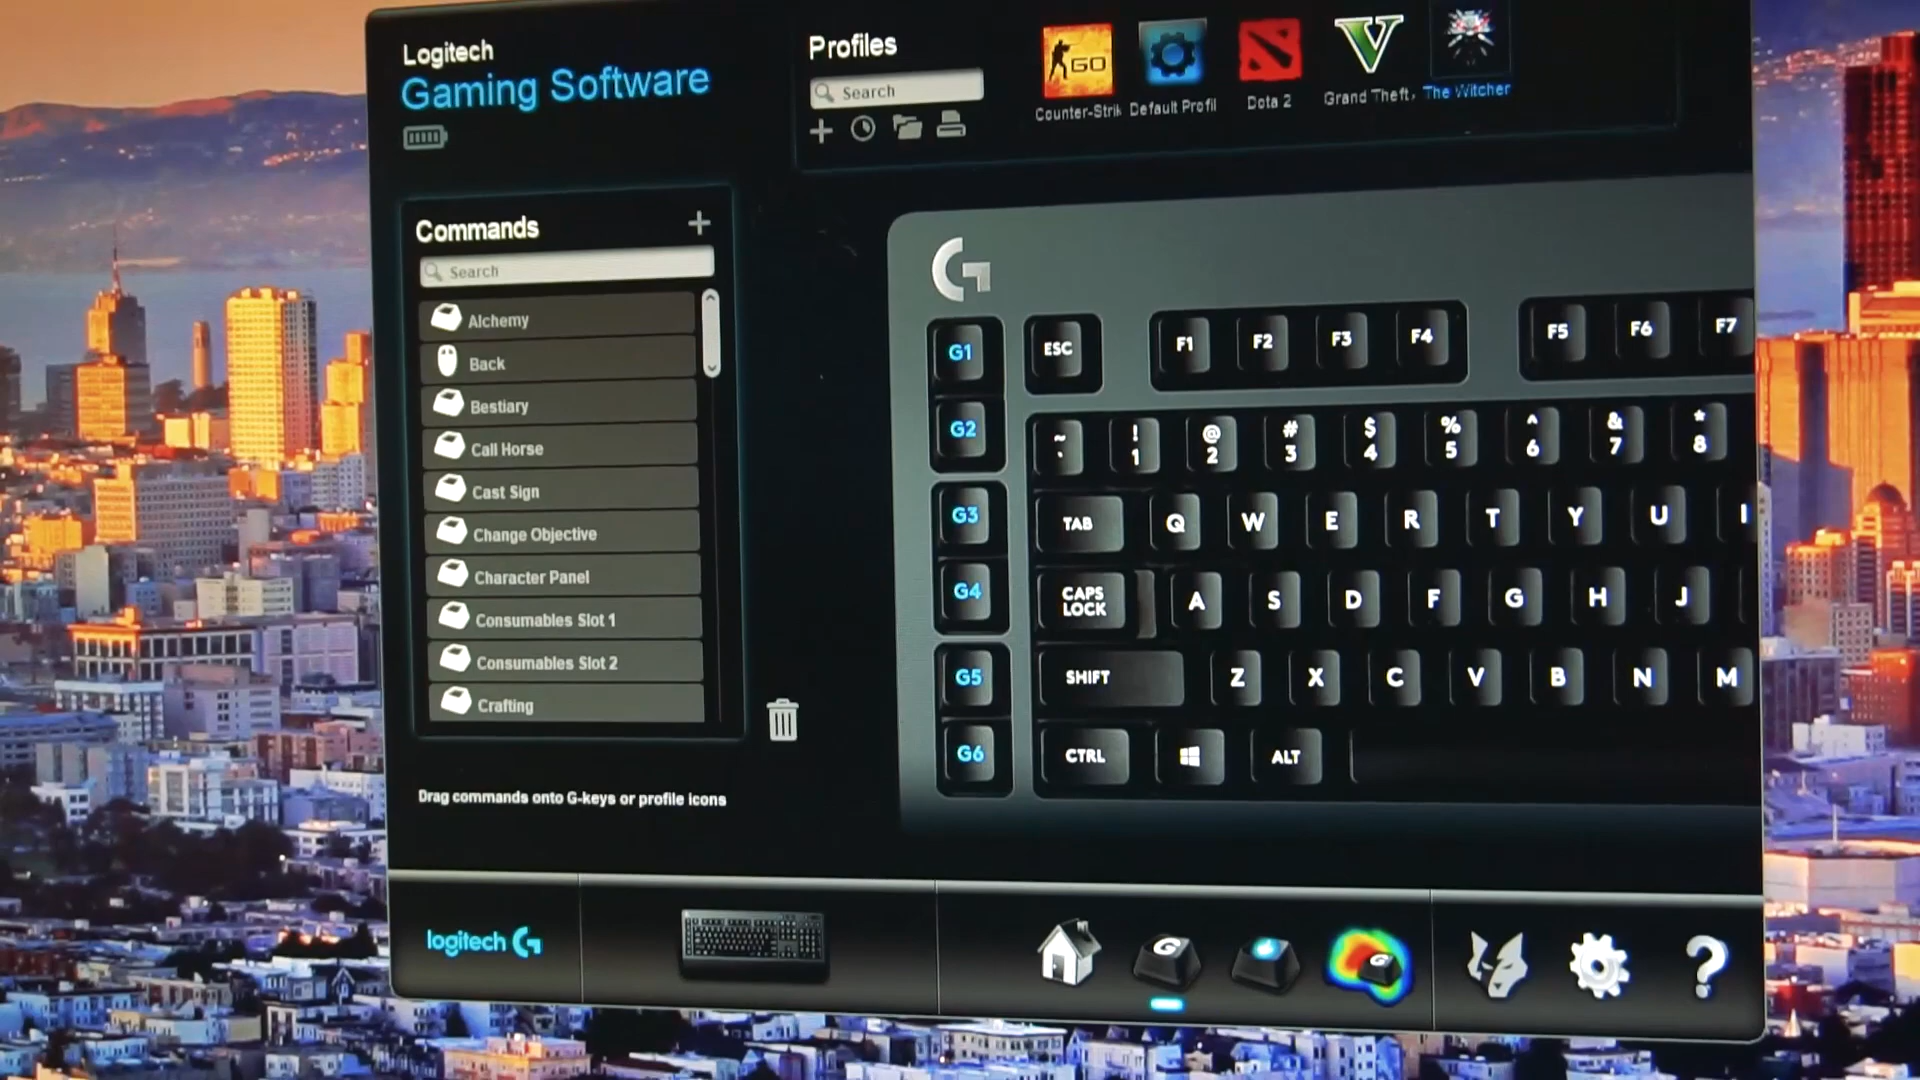 Logitech
Gaming Software
Profiles
Search
GO
Counter-Strik
Default Profil
Dota 2
Grand Theft
The Witcher
Commands
Search
Alchemy
Back
Bestiary
Call Horse
Cast Sign
Change Objective
Character Panel
Consumables Slot 1
Consumables Slot 2
Crafting
Drag commands onto G-keys or profile icons
G1
ESC
F1
F2
F3
F4
F5
F6
F7
G2
~ `
! 1
@ 2
# 3
$ 4
% 5
^ 6
& 7
* 8
G3
TAB
Q
W
E
R
T
Y
U
I
G4
CAPS LOCK
A
S
D
F
G
H
J
G5
SHIFT
Z
X
C
V
B
N
M
G6
CTRL
ALT
logitech G
G
G
?